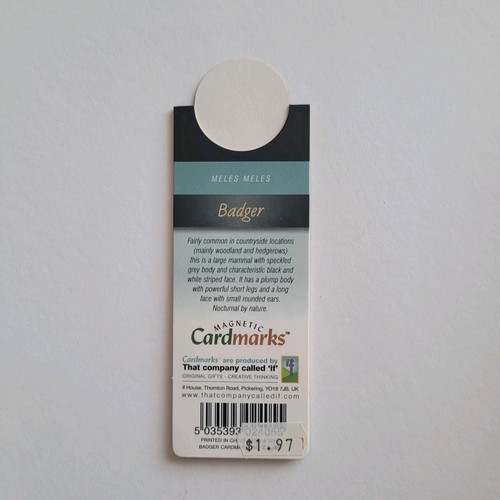 MELES MELES
Badger
Fairly common in countryside locations
(mainly woodland and hedgerows)
this is a large mammal with speckled
grey body and characteristic black and
white striped face. It has a plump body
with powerful short legs and a long
face with small rounded ears.
Nocturnal by nature.
MAGNETIC
Cardmarks™
Cardmarks™ are produced by
That company called 'if'
ORIGINAL GIFTS - CREATIVE THINKING
if House, Thornton Road, Pickering, YO18 7JB, UK
www.thatcompanycalledif.com
5 035393
PRINTED IN
BADGER
$1.97